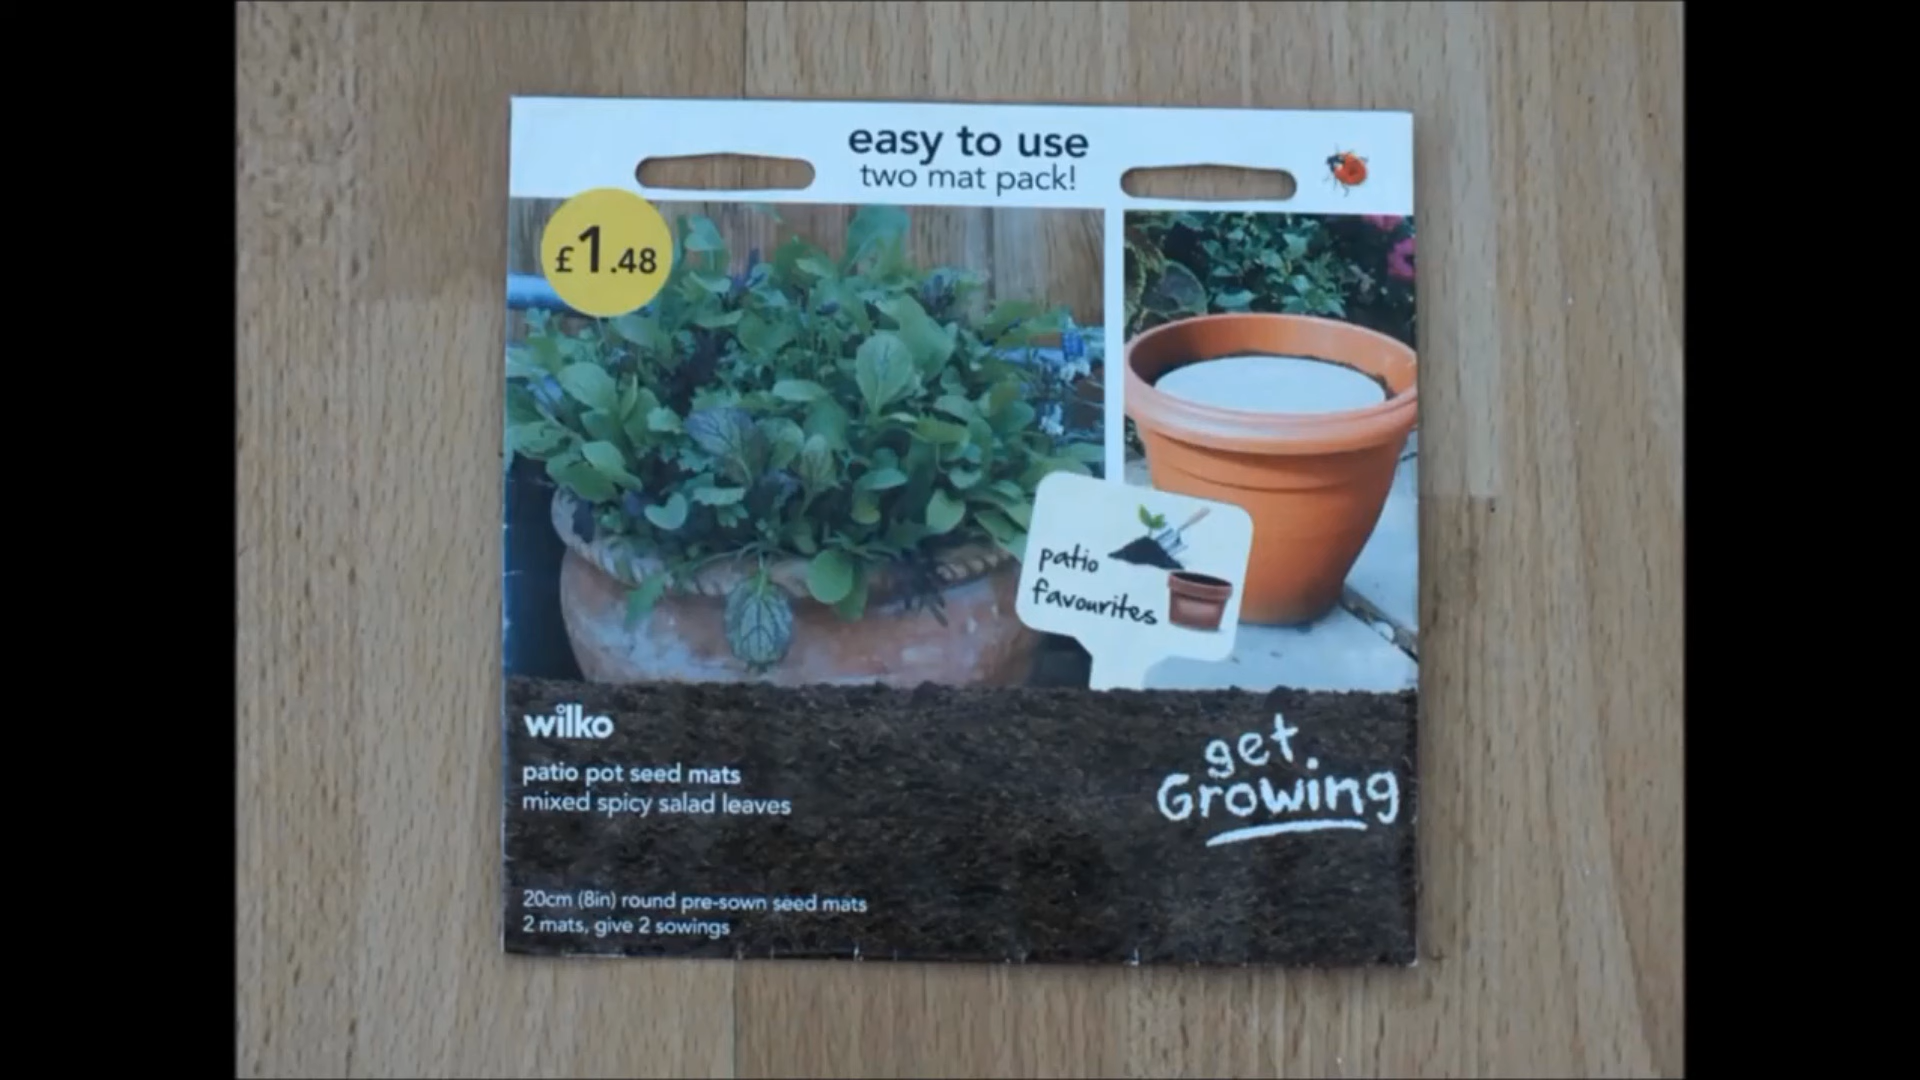 easy to use
two mat pack!
£1.48
patio
favourites
wilko
patio pot seed mats
mixed spicy salad leaves
get
Growing
20cm (8in) round pre-sown seed mats
2 mats, give 2 sowings